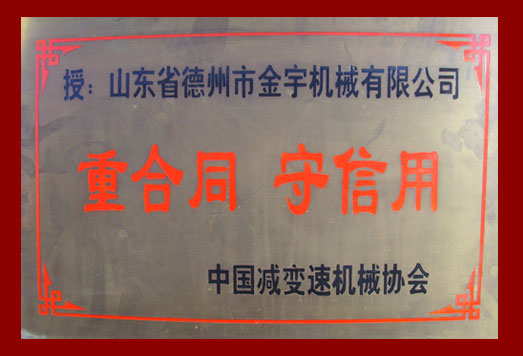 授：山东省德州市金宇机械有限公司
重合同 守信用
中国减变速机械协会